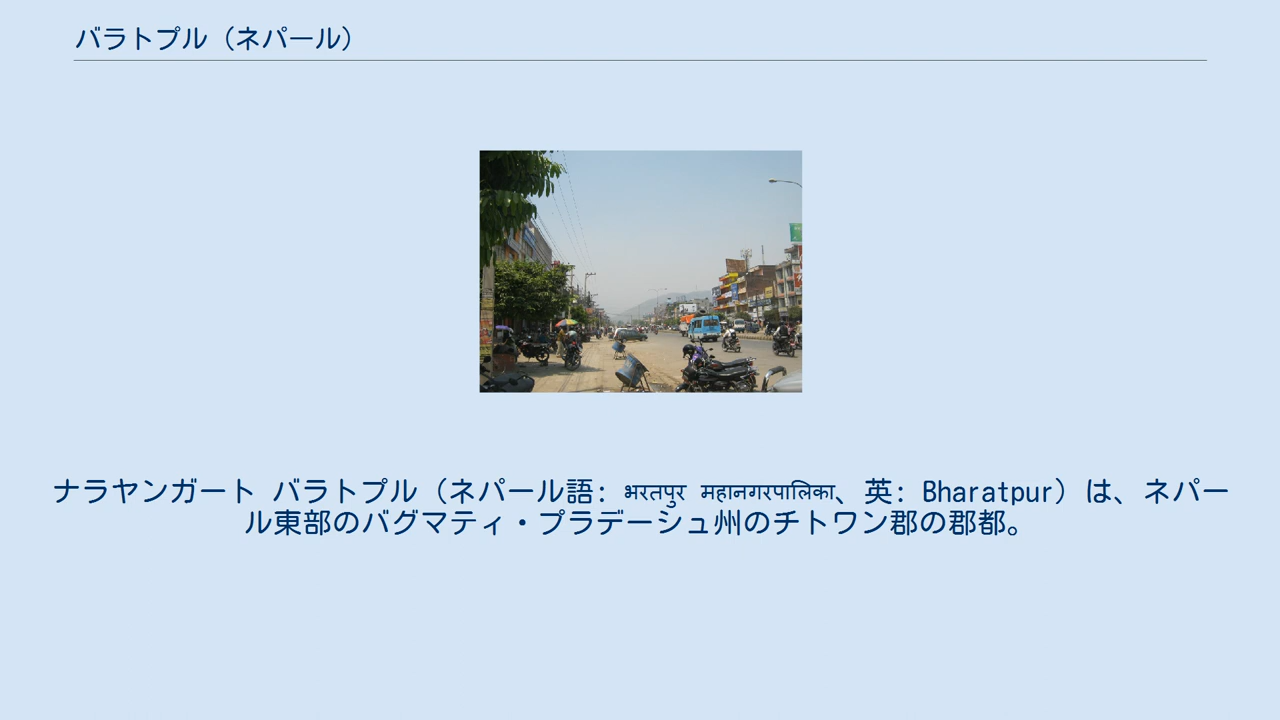 バラトプル（ネパール）
ナラヤンガート バラトプル（ネパール語: भरतपुर महानगरपालिका、英: Bharatpur）は、ネパー
ル東部のバグマティ・プラデーシュ州のチトワン郡の郡都。